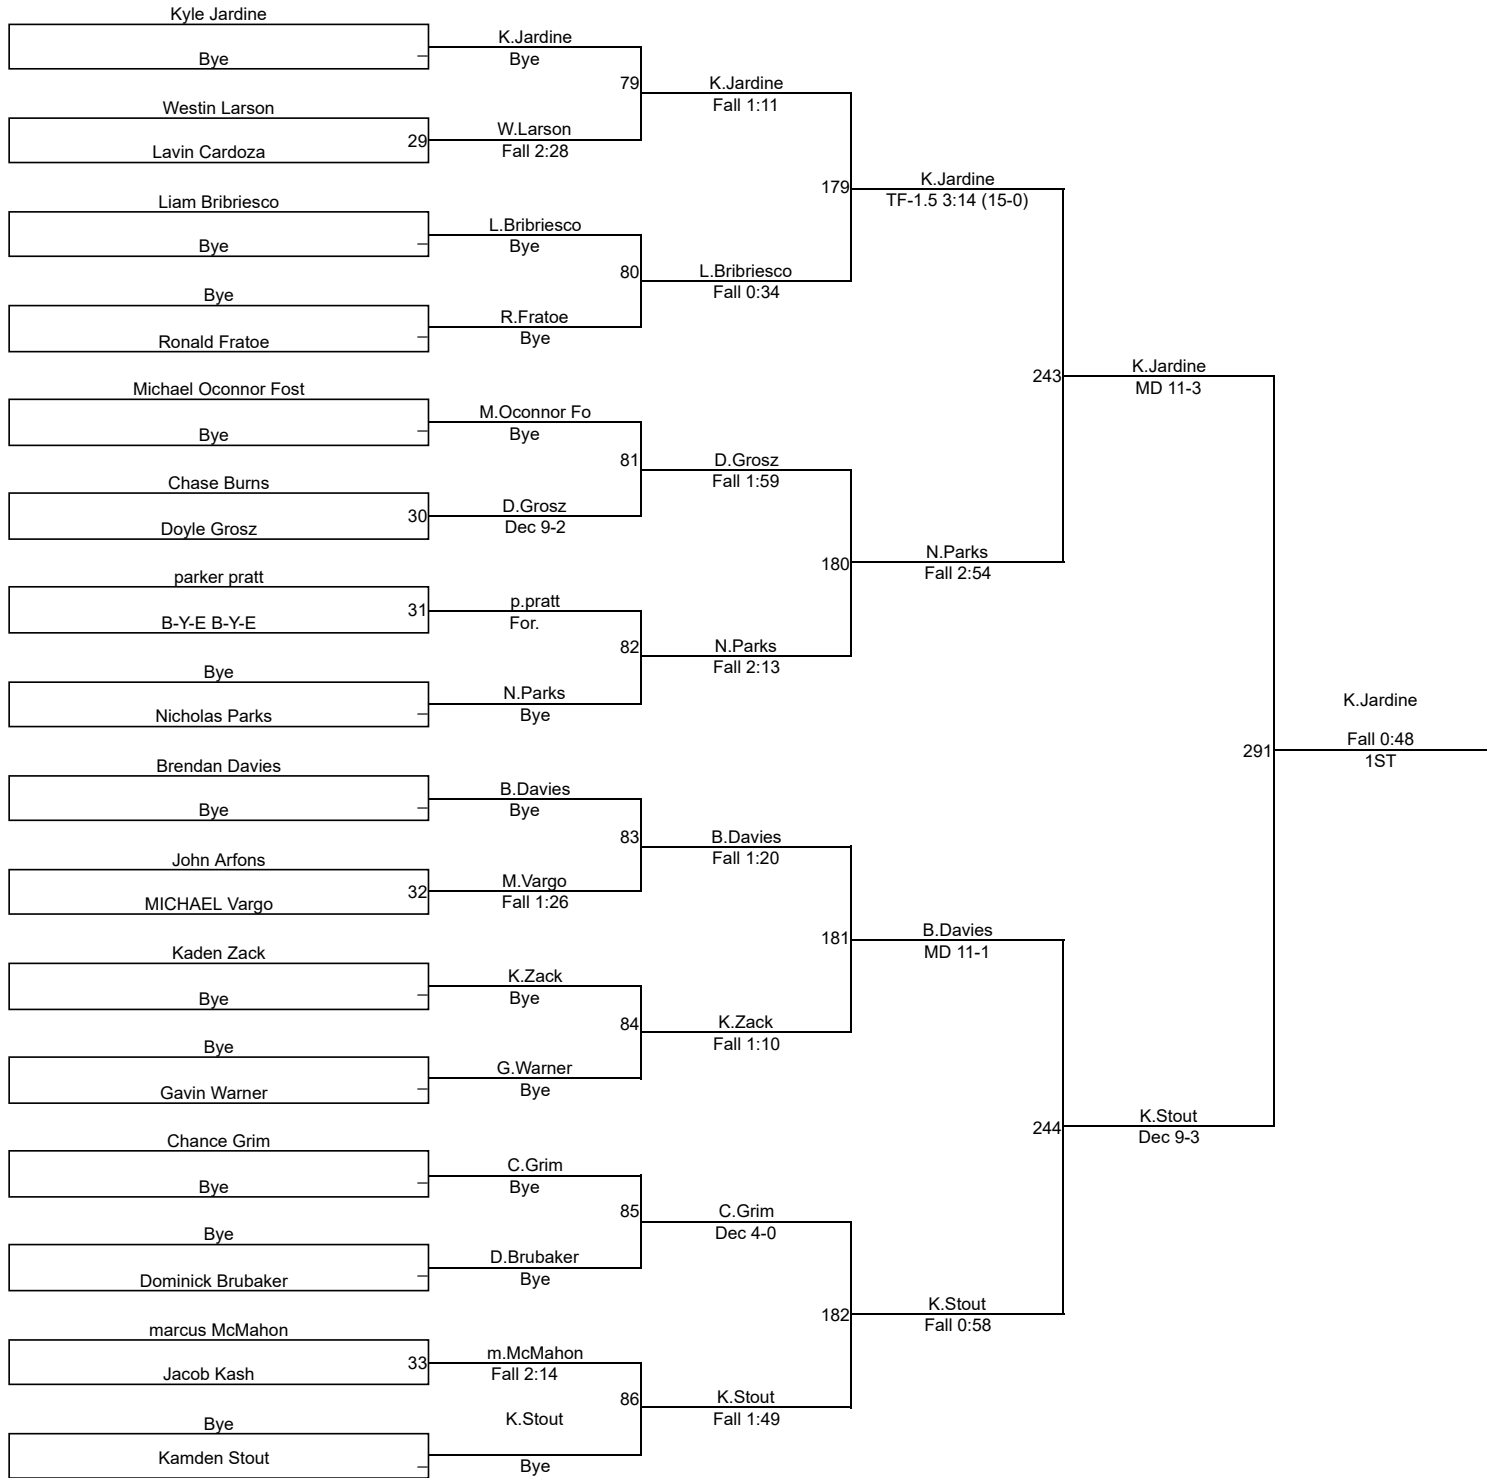 Kyle Jardine
Bye
_
K.Jardine
Bye
79
K.Jardine
Fall 1:11
Westin Larson
Lavin Cardoza
29
W.Larson
Fall 2:28
179
K.Jardine
TF-1.5 3:14 (15-0)
Liam Bribriesco
Bye
_
L.Bribriesco
Bye
80
L.Bribriesco
Fall 0:34
Bye
Ronald Fratoe
_
R.Fratoe
Bye
243
K.Jardine
MD 11-3
Michael Oconnor Fost
Bye
_
M.Oconnor Fo
Bye
81
D.Grosz
Fall 1:59
Chase Burns
Doyle Grosz
30
D.Grosz
Dec 9-2
180
N.Parks
Fall 2:54
parker pratt
B-Y-E B-Y-E
31
p.pratt
For.
82
N.Parks
Fall 2:13
Bye
Nicholas Parks
_
N.Parks
Bye
291
K.Jardine
Fall 0:48
1ST
Brendan Davies
Bye
_
B.Davies
Bye
83
B.Davies
Fall 1:20
John Arfons
MICHAEL Vargo
32
M.Vargo
Fall 1:26
181
B.Davies
MD 11-1
Kaden Zack
Bye
_
K.Zack
Bye
84
K.Zack
Fall 1:10
Bye
Gavin Warner
_
G.Warner
Bye
244
K.Stout
Dec 9-3
Chance Grim
Bye
_
C.Grim
Bye
85
C.Grim
Dec 4-0
Bye
Dominick Brubaker
_
D.Brubaker
Bye
182
K.Stout
Fall 0:58
marcus McMahon
Jacob Kash
33
m.McMahon
Fall 2:14
86
K.Stout
Fall 1:49
Bye
Kamden Stout
_
K.Stout
Bye